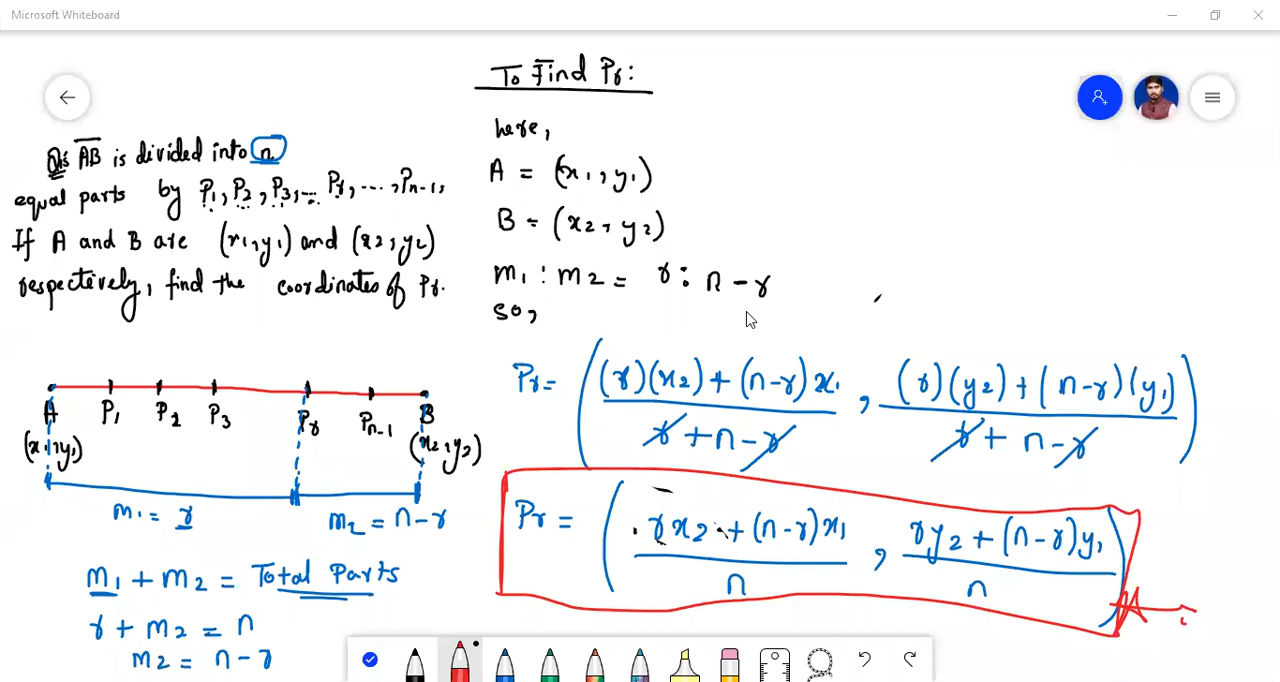 Microsoft Whiteboard
Qs AB is divided into n
equal parts by P1, P2, P3, ... Pr, ..., Pn-1,
If A and B are (x1, y1) and (x2, y2)
respectively, find the coordinates of Pr.
A P1 P2 P3 Pr Pn-1 B
(x1, y1) (x2, y2)
m1 = r m2 = n-r
m1 + m2 = Total Parts
r + m2 = n
m2 = n-r
To Find Pr:
here,
A = (x1, y1)
B = (x2, y2)
m1 : m2 = r : n-r
so,
Pr = ( (r)(x2) + (n-r)x1 / r + n - r , (r)(y2) + (n-r)(y1) / r + n - r )
Pr = ( rx2 + (n-r)x1 / n , ry2 + (n-r)y1 / n )